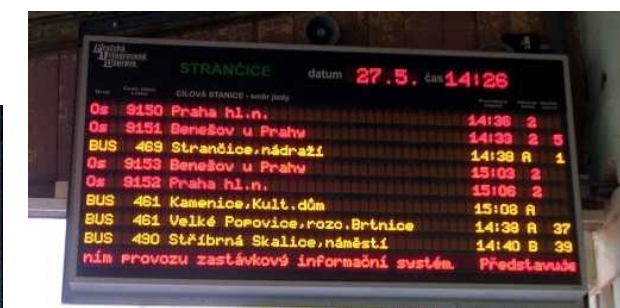 Pražská
Integrovaná
Doprava
STRANČICE datum 27.5. čas 14:26
CÍLOVÁ STANICE - směr jízdy
Os 9150 Praha hl.n. 14:36 2
Os 9151 Benešov u Prahy 14:33 2 5
BUS 469 Strančice,nádraží 14:38 A 1
Os 9153 Benešov u Prahy 15:03 2
Os 9152 Praha hl.n. 15:06 2
BUS 461 Kamenice,Kult.dům 15:08 A
BUS 461 Velké Popovice,rozc.Brtnice 14:38 A 37
BUS 490 Stříbrná Skalice,náměstí 14:40 B 39
ním provozu zastávkový informační systém. Představuje